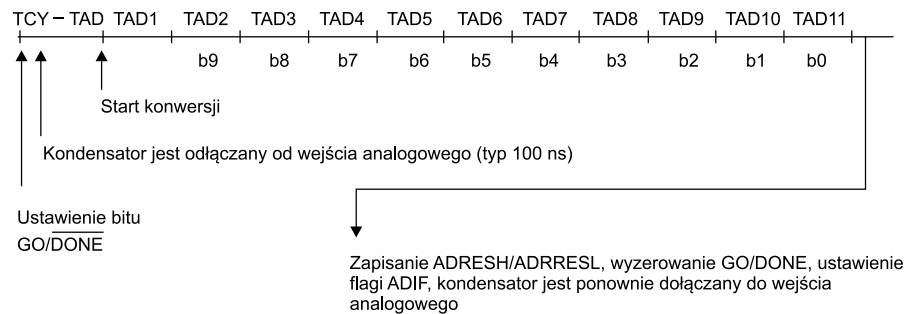 TCY – TAD TAD1 TAD2 TAD3 TAD4 TAD5 TAD6 TAD7 TAD8 TAD9 TAD10 TAD11
b9 b8 b7 b6 b5 b4 b3 b2 b1 b0
Start konwersji
Kondensator jest odłączany od wejścia analogowego (typ 100 ns)
Ustawienie bitu
GO/DONE
Zapisanie ADRESH/ADRRESL, wyzerowanie GO/DONE, ustawienie
flagi ADIF, kondensator jest ponownie dołączany do wejścia
analogowego